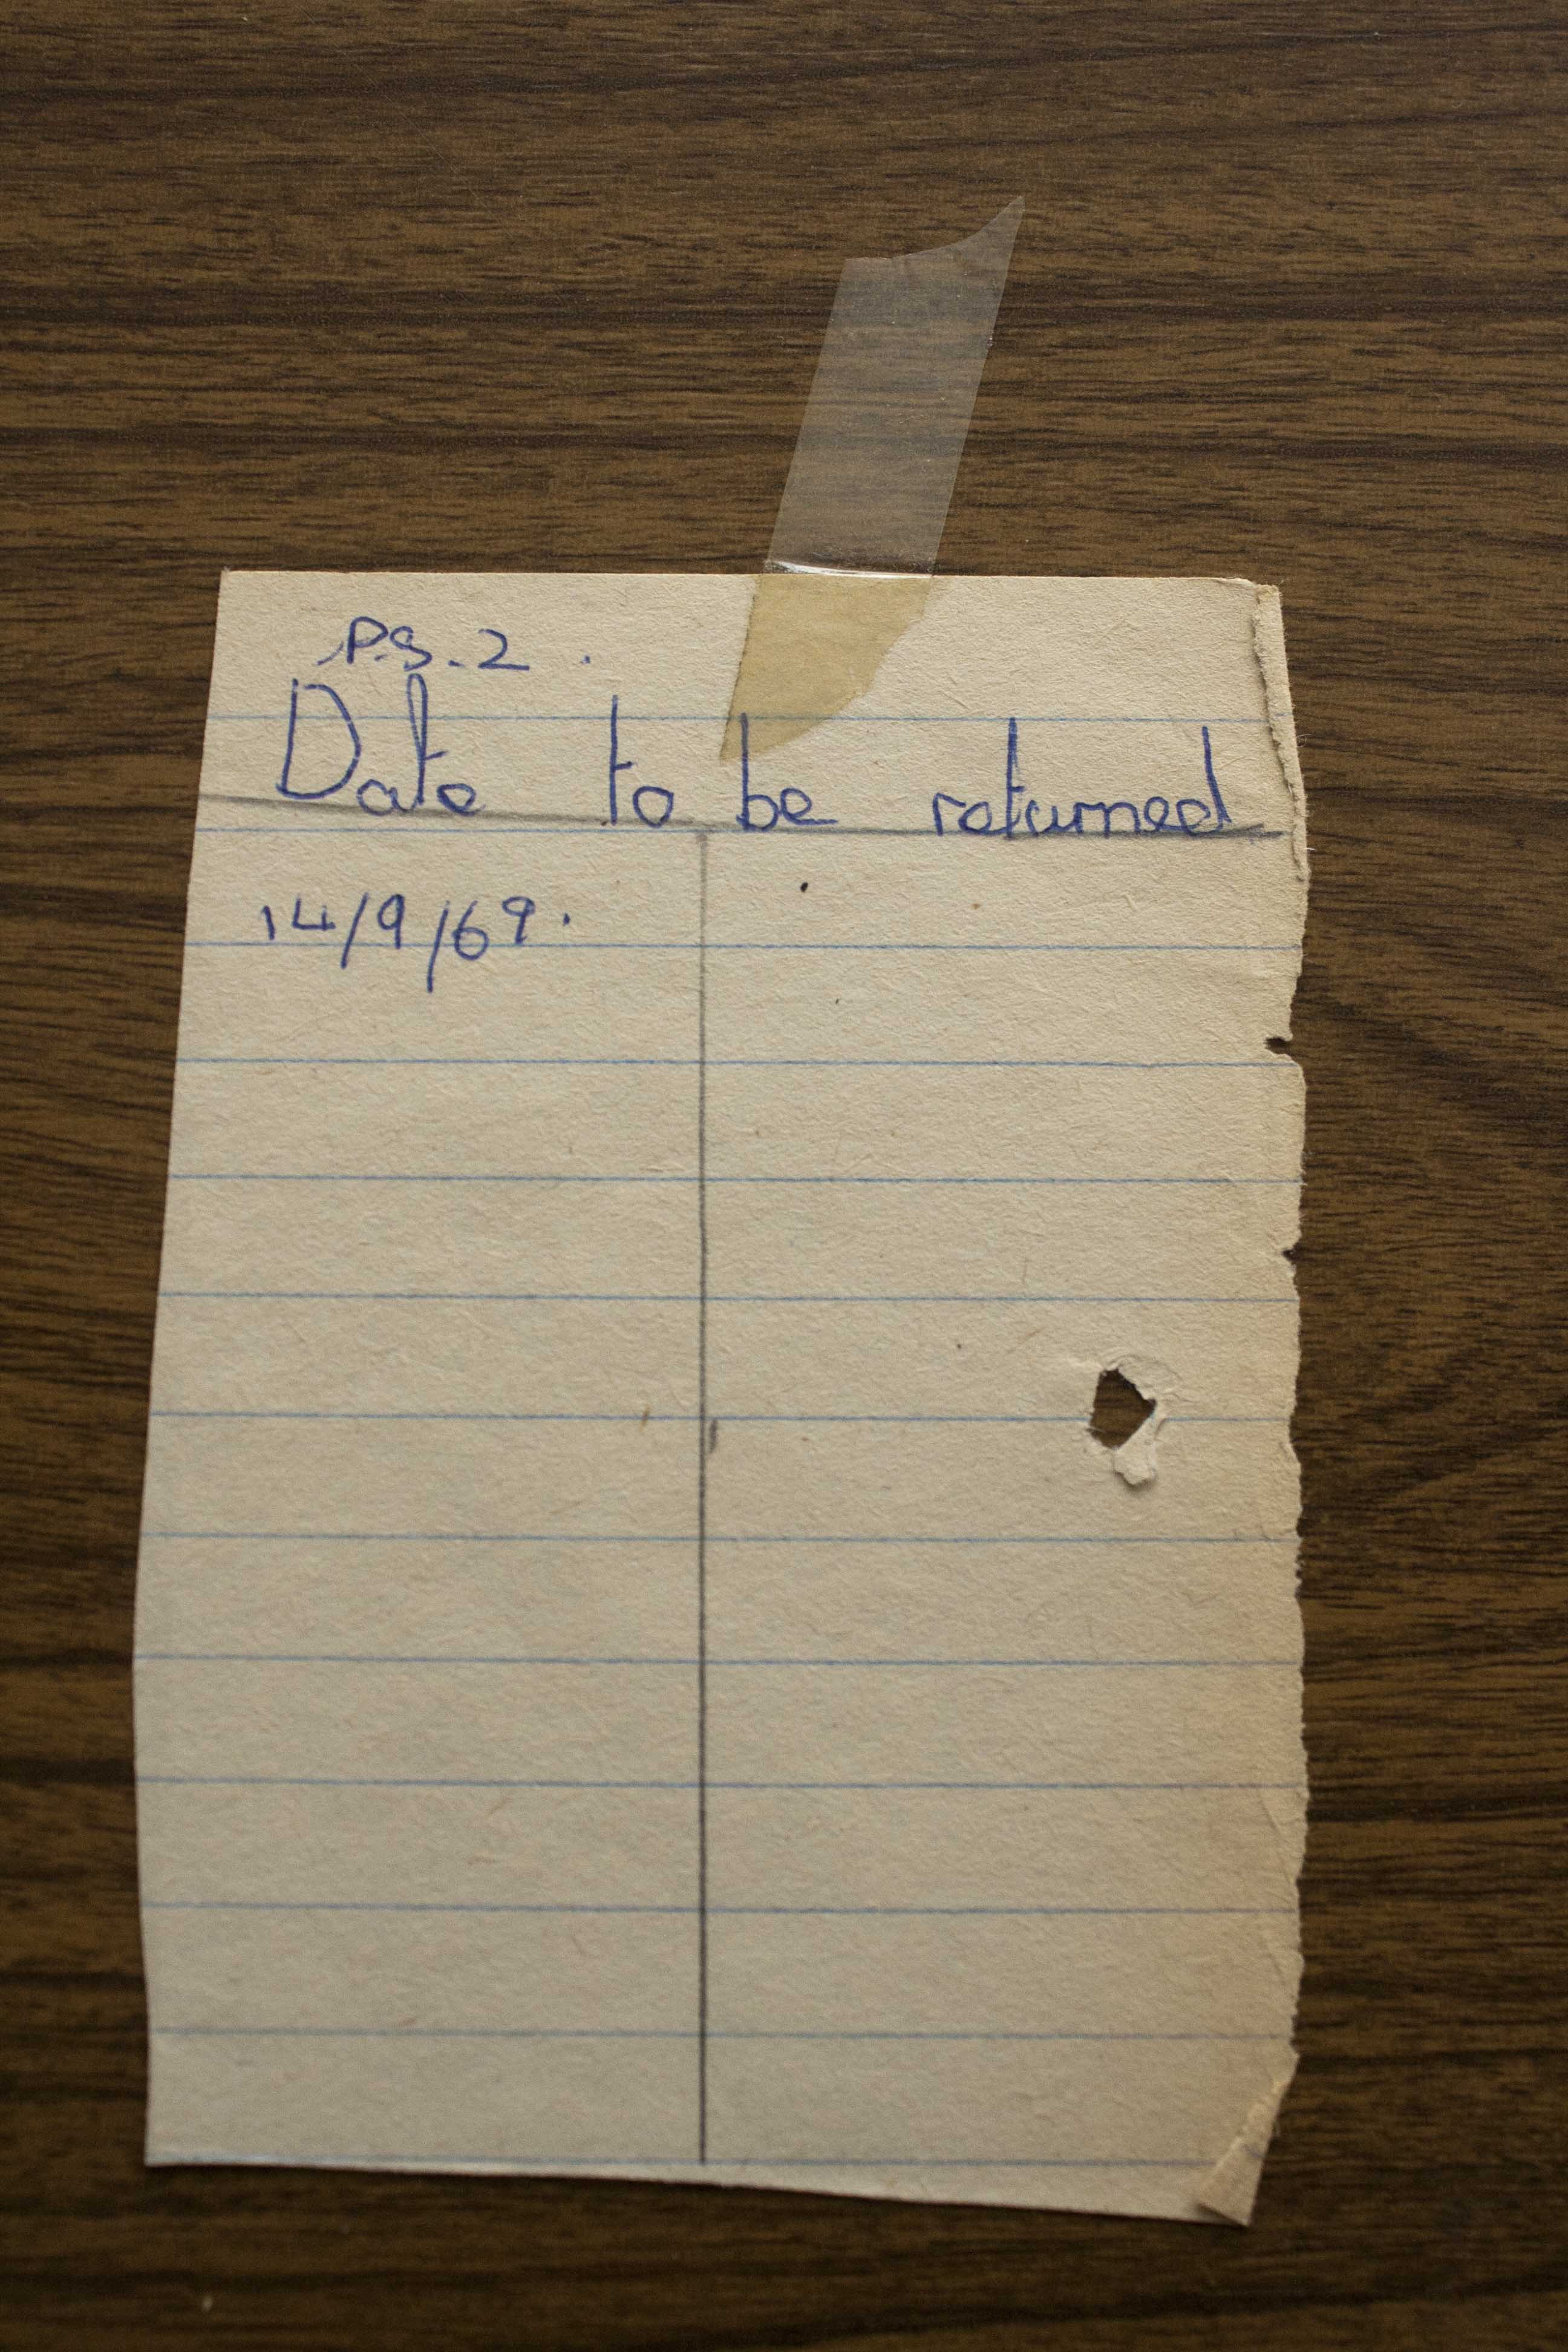 P.S.2.
Date to be returned
14/9/69.